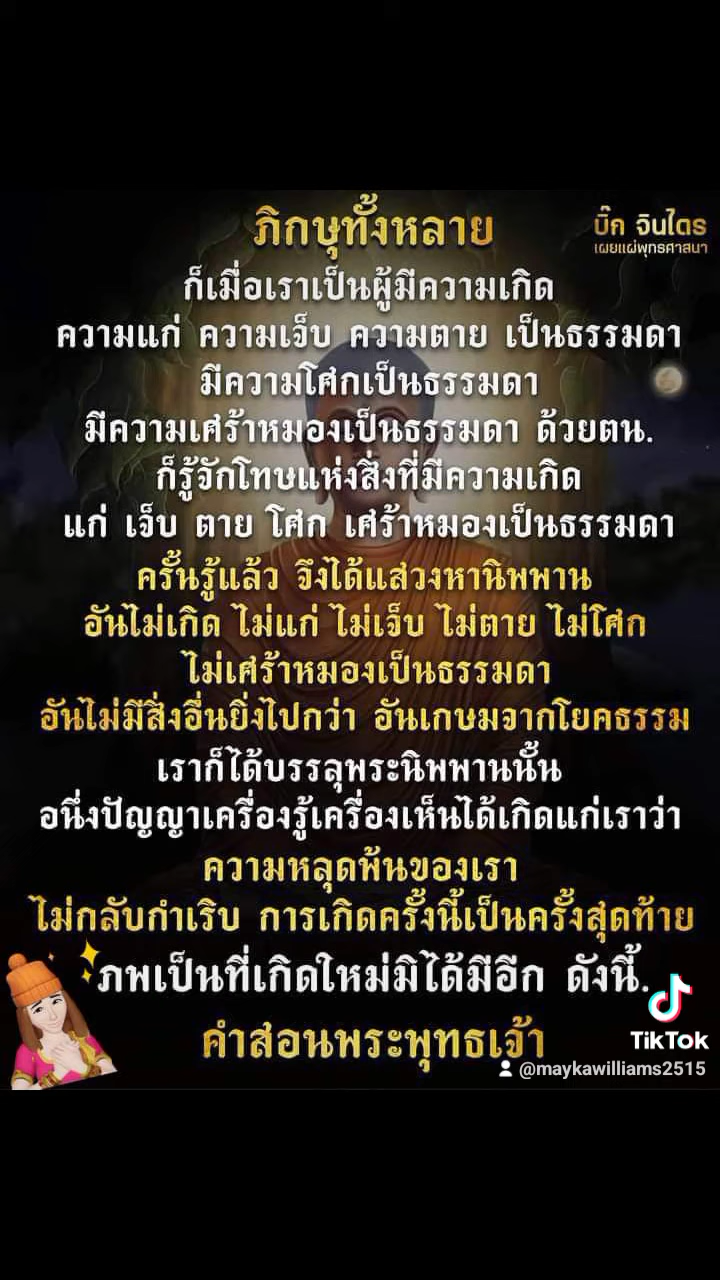 ภิกษุทั้งหลาย
บิ๊ก จินไตร
เผยแผ่พุทธศาสนา
ก็เมื่อเราเป็นผู้มีความเกิด
ความแก่ ความเจ็บ ความตาย เป็นธรรมดา
มีความโศกเป็นธรรมดา
มีความเศร้าหมองเป็นธรรมดา ด้วยตน.
ก็รู้จักโทษแห่งสิ่งที่มีความเกิด
แก่ เจ็บ ตาย โศก เศร้าหมองเป็นธรรมดา
ครั้นรู้แล้ว จึงได้แสวงหานิพพาน
อันไม่เกิด ไม่แก่ ไม่เจ็บ ไม่ตาย ไม่โศก
ไม่เศร้าหมองเป็นธรรมดา
อันไม่มีสิ่งอื่นยิ่งไปกว่า อันเกษมจากโยคธรรม
เราก็ได้บรรลุพระนิพพานนั้น
อนึ่งปัญญาเครื่องรู้เครื่องเห็นได้เกิดแก่เราว่า
ความหลุดพ้นของเรา
ไม่กลับกำเริบ การเกิดครั้งนี้เป็นครั้งสุดท้าย
ภพเป็นที่เกิดใหม่มิได้มีอีก ดังนี้.
คำสอนพระพุทธเจ้า
TikTok
@maykawilliams2515